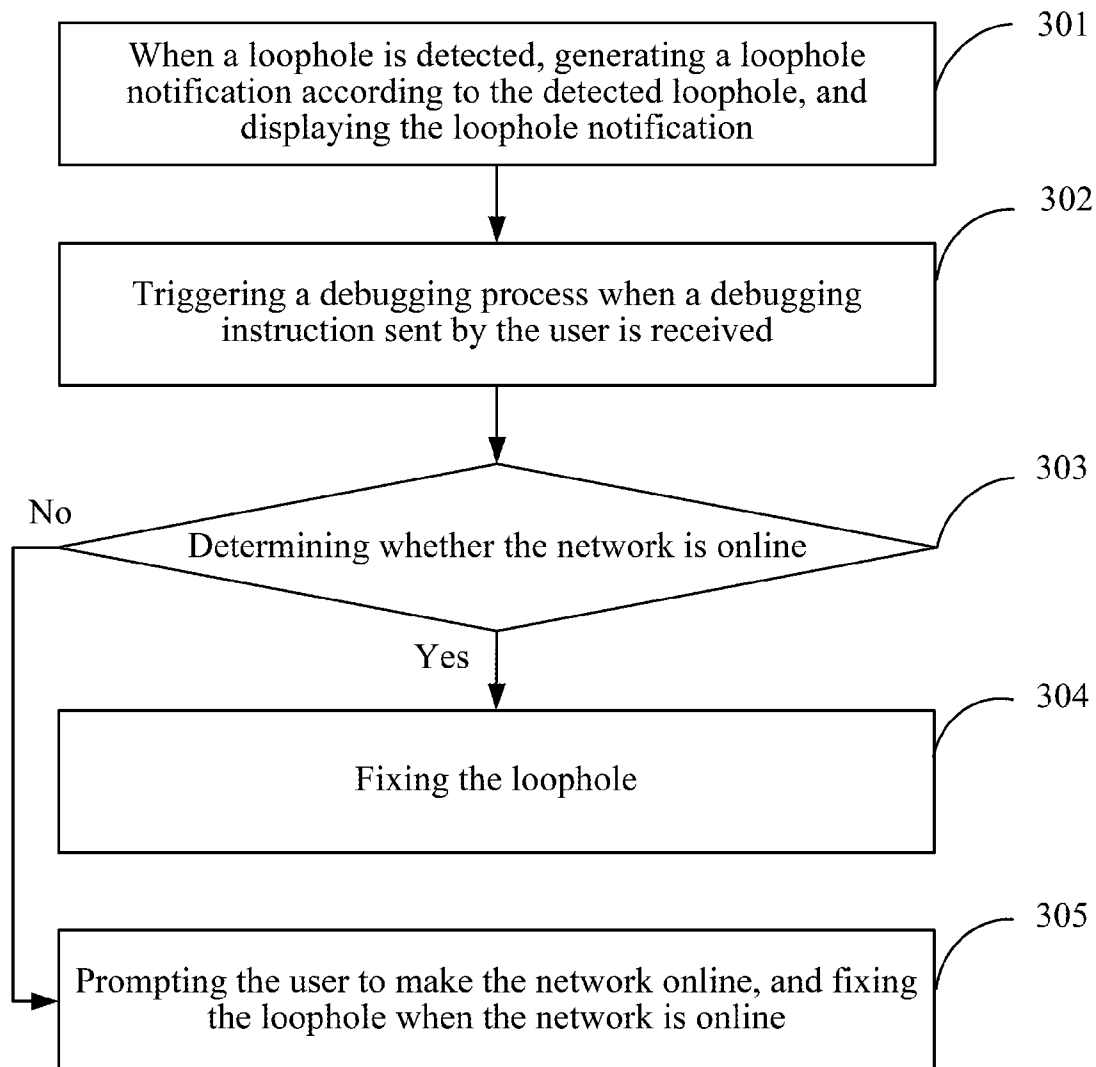 301
When a loophole is detected, generating a loophole
notification according to the detected loophole, and
displaying the loophole notification
302
Triggering a debugging process when a debugging
instruction sent by the user is received
303
No
Determining whether the network is online
Yes
304
Fixing the loophole
305
Prompting the user to make the network online, and fixing
the loophole when the network is online